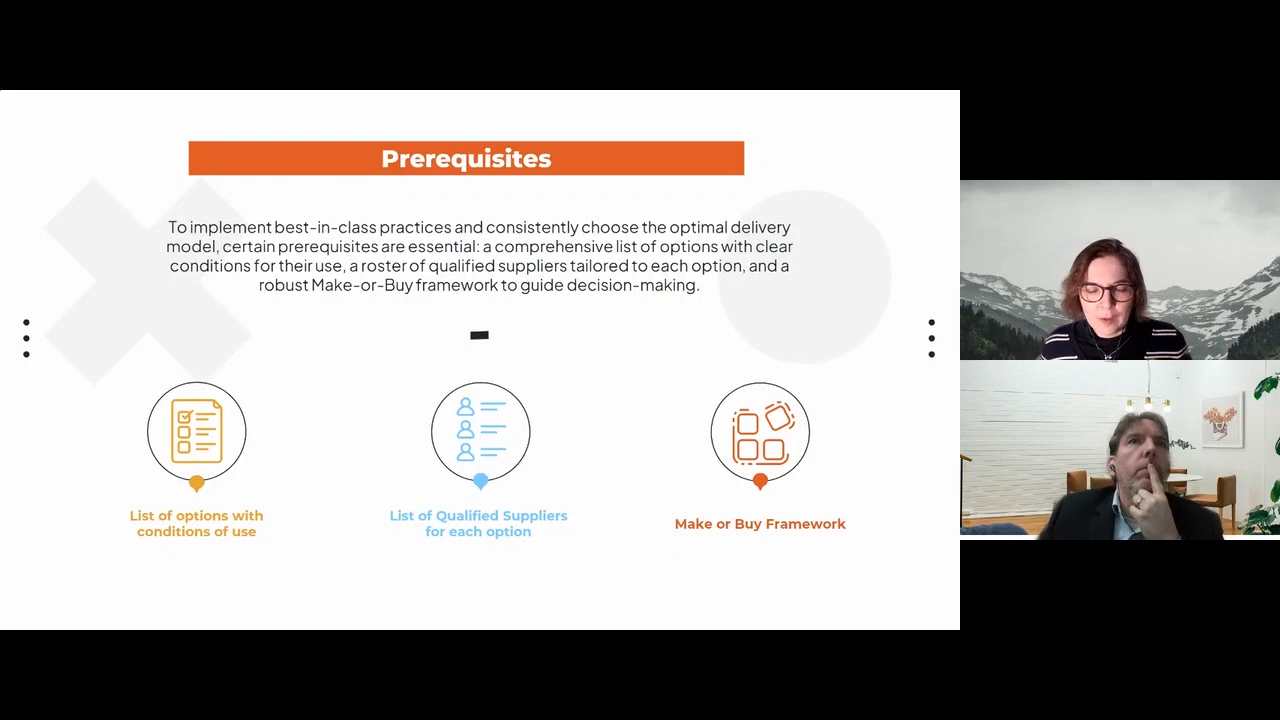 Prerequisites
To implement best-in-class practices and consistently choose the optimal delivery
model, certain prerequisites are essential: a comprehensive list of options with clear
conditions for their use, a roster of qualified suppliers tailored to each option, and a
robust Make-or-Buy framework to guide decision-making.
List of options with
conditions of use
List of Qualified Suppliers
for each option
Make or Buy Framework